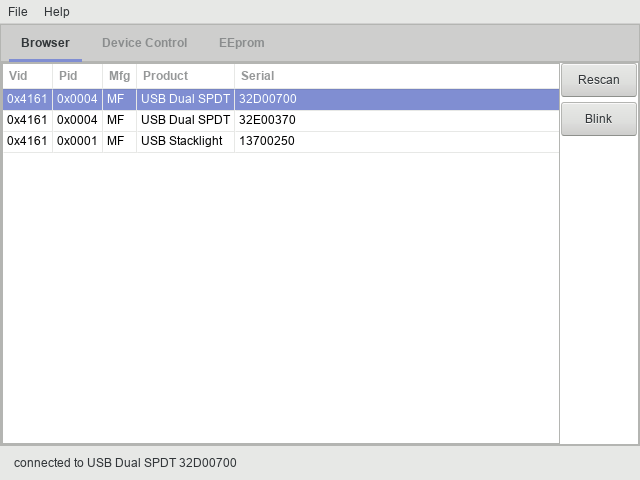 File Help
Browser Device Control EEprom
Vid Pid Mfg Product Serial Rescan
0x4161 0x0004 MF USB Dual SPDT 32D00700
0x4161 0x0004 MF USB Dual SPDT 32E00370 Blink
0x4161 0x0001 MF USB Stacklight 13700250
connected to USB Dual SPDT 32D00700